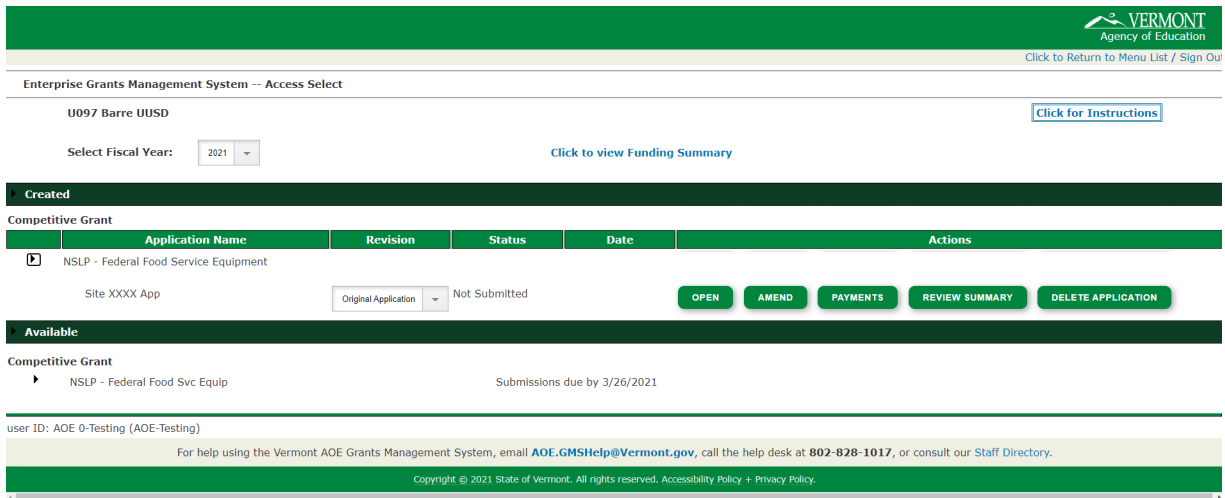 VERMONT
Agency of Education
Click to Return to Menu List / Sign Out
Enterprise Grants Management System -- Access Select
U097 Barre UUSD Click for Instructions
Select Fiscal Year: 2021 Click to view Funding Summary
Created
Competitive Grant
Application Name Revision Status Date Actions
NSLP - Federal Food Service Equipment
Site XXXX App Original Application Not Submitted OPEN AMEND PAYMENTS REVIEW SUMMARY DELETE APPLICATION
Available
Competitive Grant
NSLP - Federal Food Svc Equip Submissions due by 3/26/2021
user ID: AOE 0-Testing (AOE-Testing)
For help using the Vermont AOE Grants Management System, email AOE.GMSHelp@Vermont.gov, call the help desk at 802-828-1017, or consult our Staff Directory.
Copyright © 2021 State of Vermont. All rights reserved. Accessibility Policy + Privacy Policy.